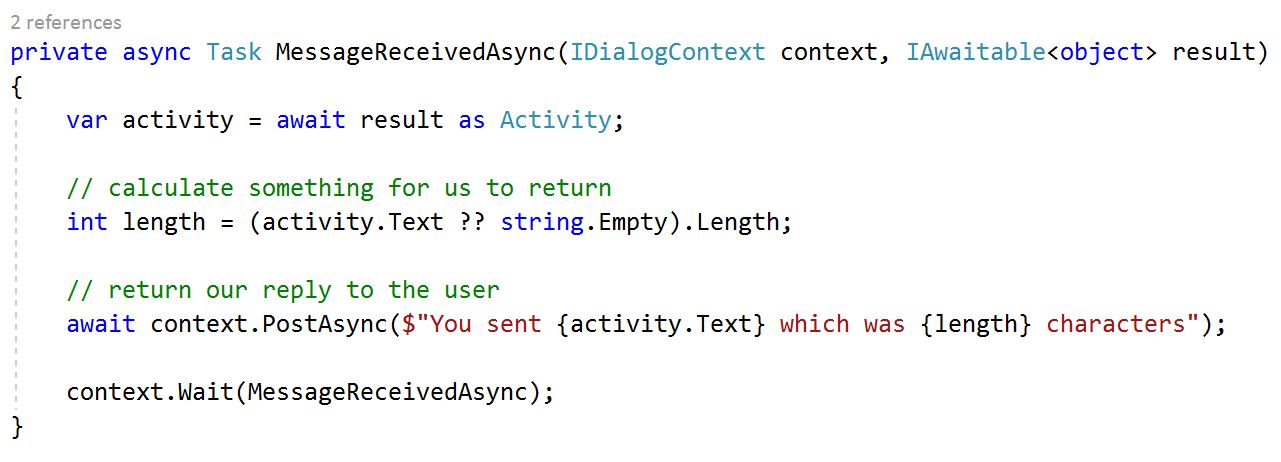 2 references
private async Task MessageReceivedAsync(IDialogContext context, IAwaitable<object> result)
{
    var activity = await result as Activity;

    // calculate something for us to return
    int length = (activity.Text ?? string.Empty).Length;

    // return our reply to the user
    await context.PostAsync($"You sent {activity.Text} which was {length} characters");

    context.Wait(MessageReceivedAsync);
}